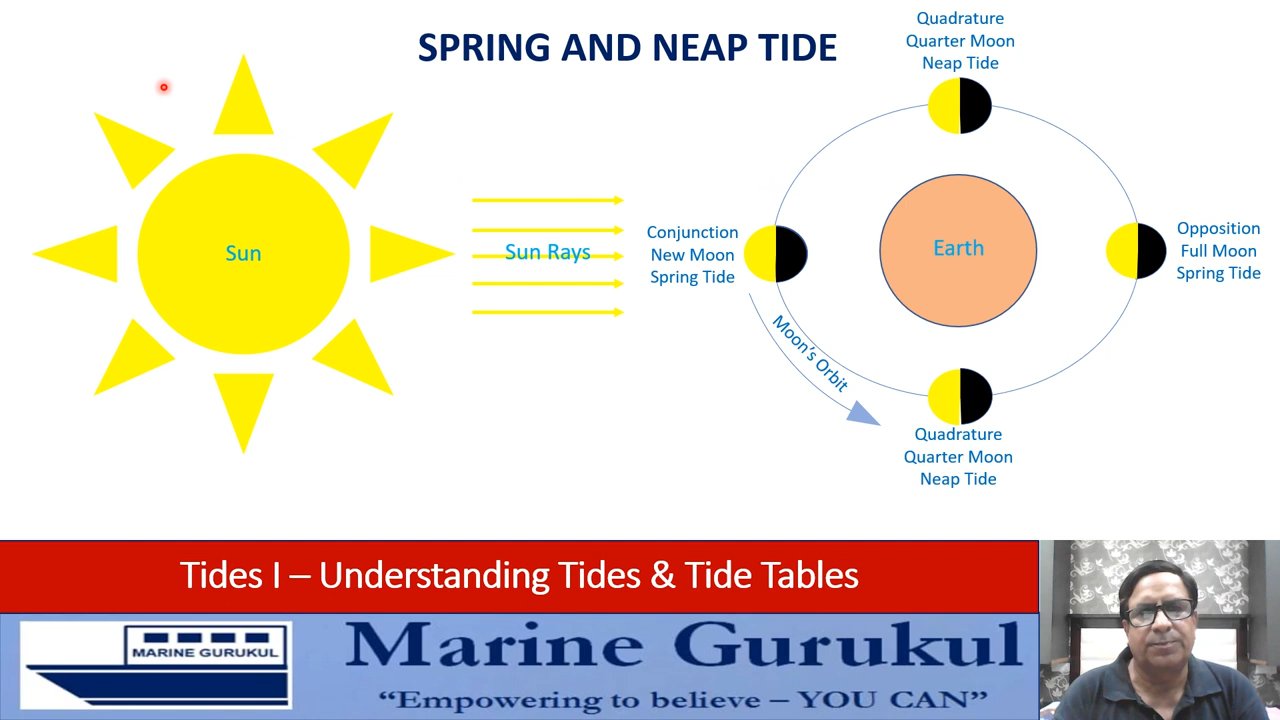 SPRING AND NEAP TIDE
Quadrature
Quarter Moon
Neap Tide
Sun
Sun Rays
Conjunction
New Moon
Spring Tide
Earth
Opposition
Full Moon
Spring Tide
Moon's Orbit
Quadrature
Quarter Moon
Neap Tide
Tides I – Understanding Tides & Tide Tables
MARINE GURUKUL
Marine Gurukul
“Empowering to believe – YOU CAN”